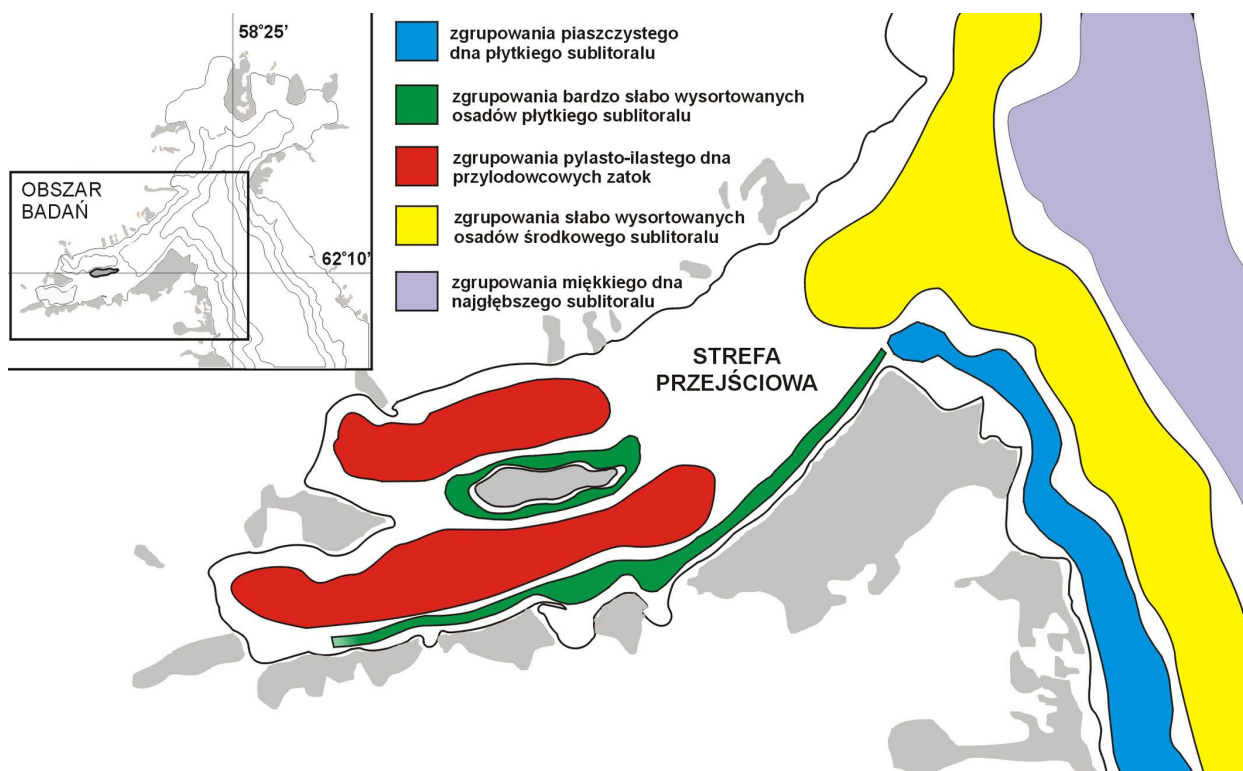 58°25'
OBSZAR
BADAŃ
62°10'
zgrupowania piaszczystego
dna płytkiego sublitoralu
zgrupowania bardzo słabo wysortowanych
osadów płytkiego sublitoralu
zgrupowania pylasto-ilastego dna
przylodowcowych zatok
zgrupowania słabo wysortowanych
osadów środkowego sublitoralu
zgrupowania miękkiego dna
najgłębszego sublitoralu
STREFA
PRZEJŚCIOWA